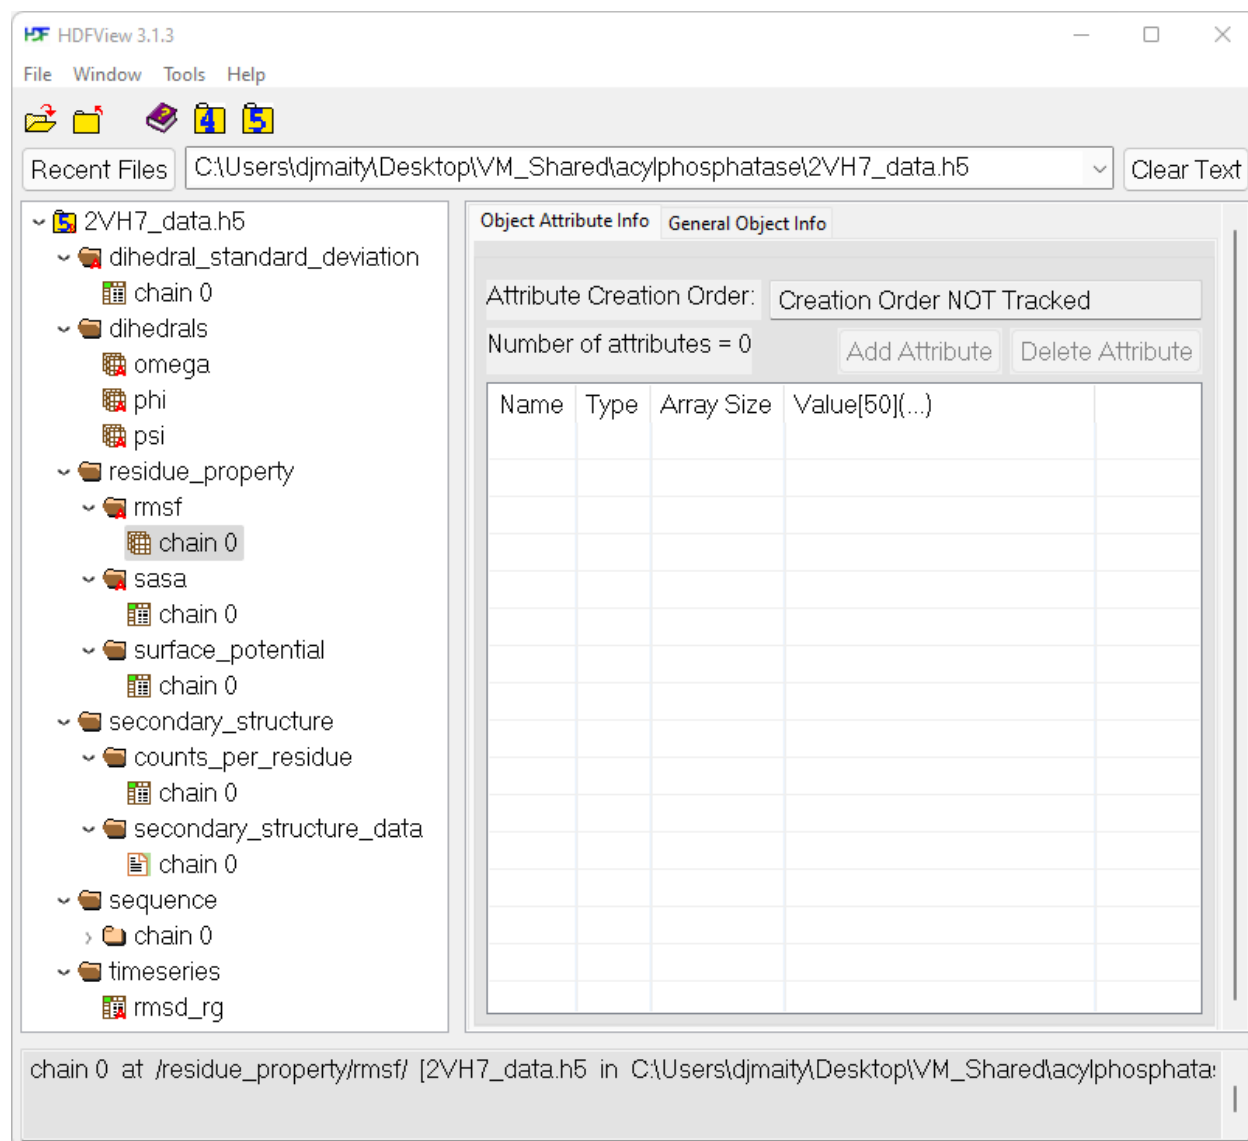 HDF HDFView 3.1.3
File Window Tools Help
4 5
Recent Files C:\Users\djmaity\Desktop\VM_Shared\acylphosphatase\2VH7_data.h5 Clear Text
5 2VH7_data.h5
dihedral_standard_deviation
chain 0
dihedrals
omega
phi
psi
residue_property
rmsf
chain 0
sasa
chain 0
surface_potential
chain 0
secondary_structure
counts_per_residue
chain 0
secondary_structure_data
chain 0
sequence
chain 0
timeseries
rmsd_rg
Object Attribute Info General Object Info
Attribute Creation Order: Creation Order NOT Tracked
Number of attributes = 0 Add Attribute Delete Attribute
Name Type Array Size Value[50](...)
chain 0 at /residue_property/rmsf/ [2VH7_data.h5 in C:\Users\djmaity\Desktop\VM_Shared\acylphosphata